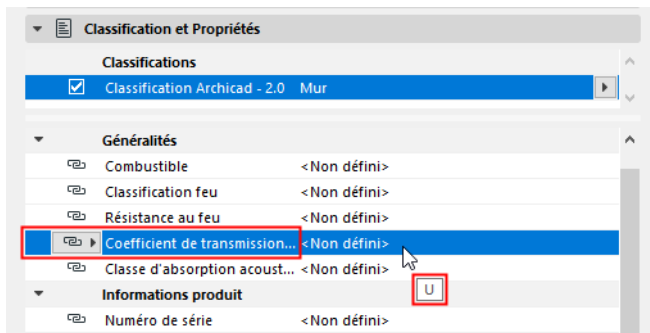 Classification et Propriétés
Classifications
Classification Archicad - 2.0 Mur
Généralités
Combustible <Non défini>
Classification feu <Non défini>
Résistance au feu <Non défini>
Coefficient de transmission... <Non défini>
Classe d'absorption acoust... <Non défini>
U
Informations produit
Numéro de série <Non défini>